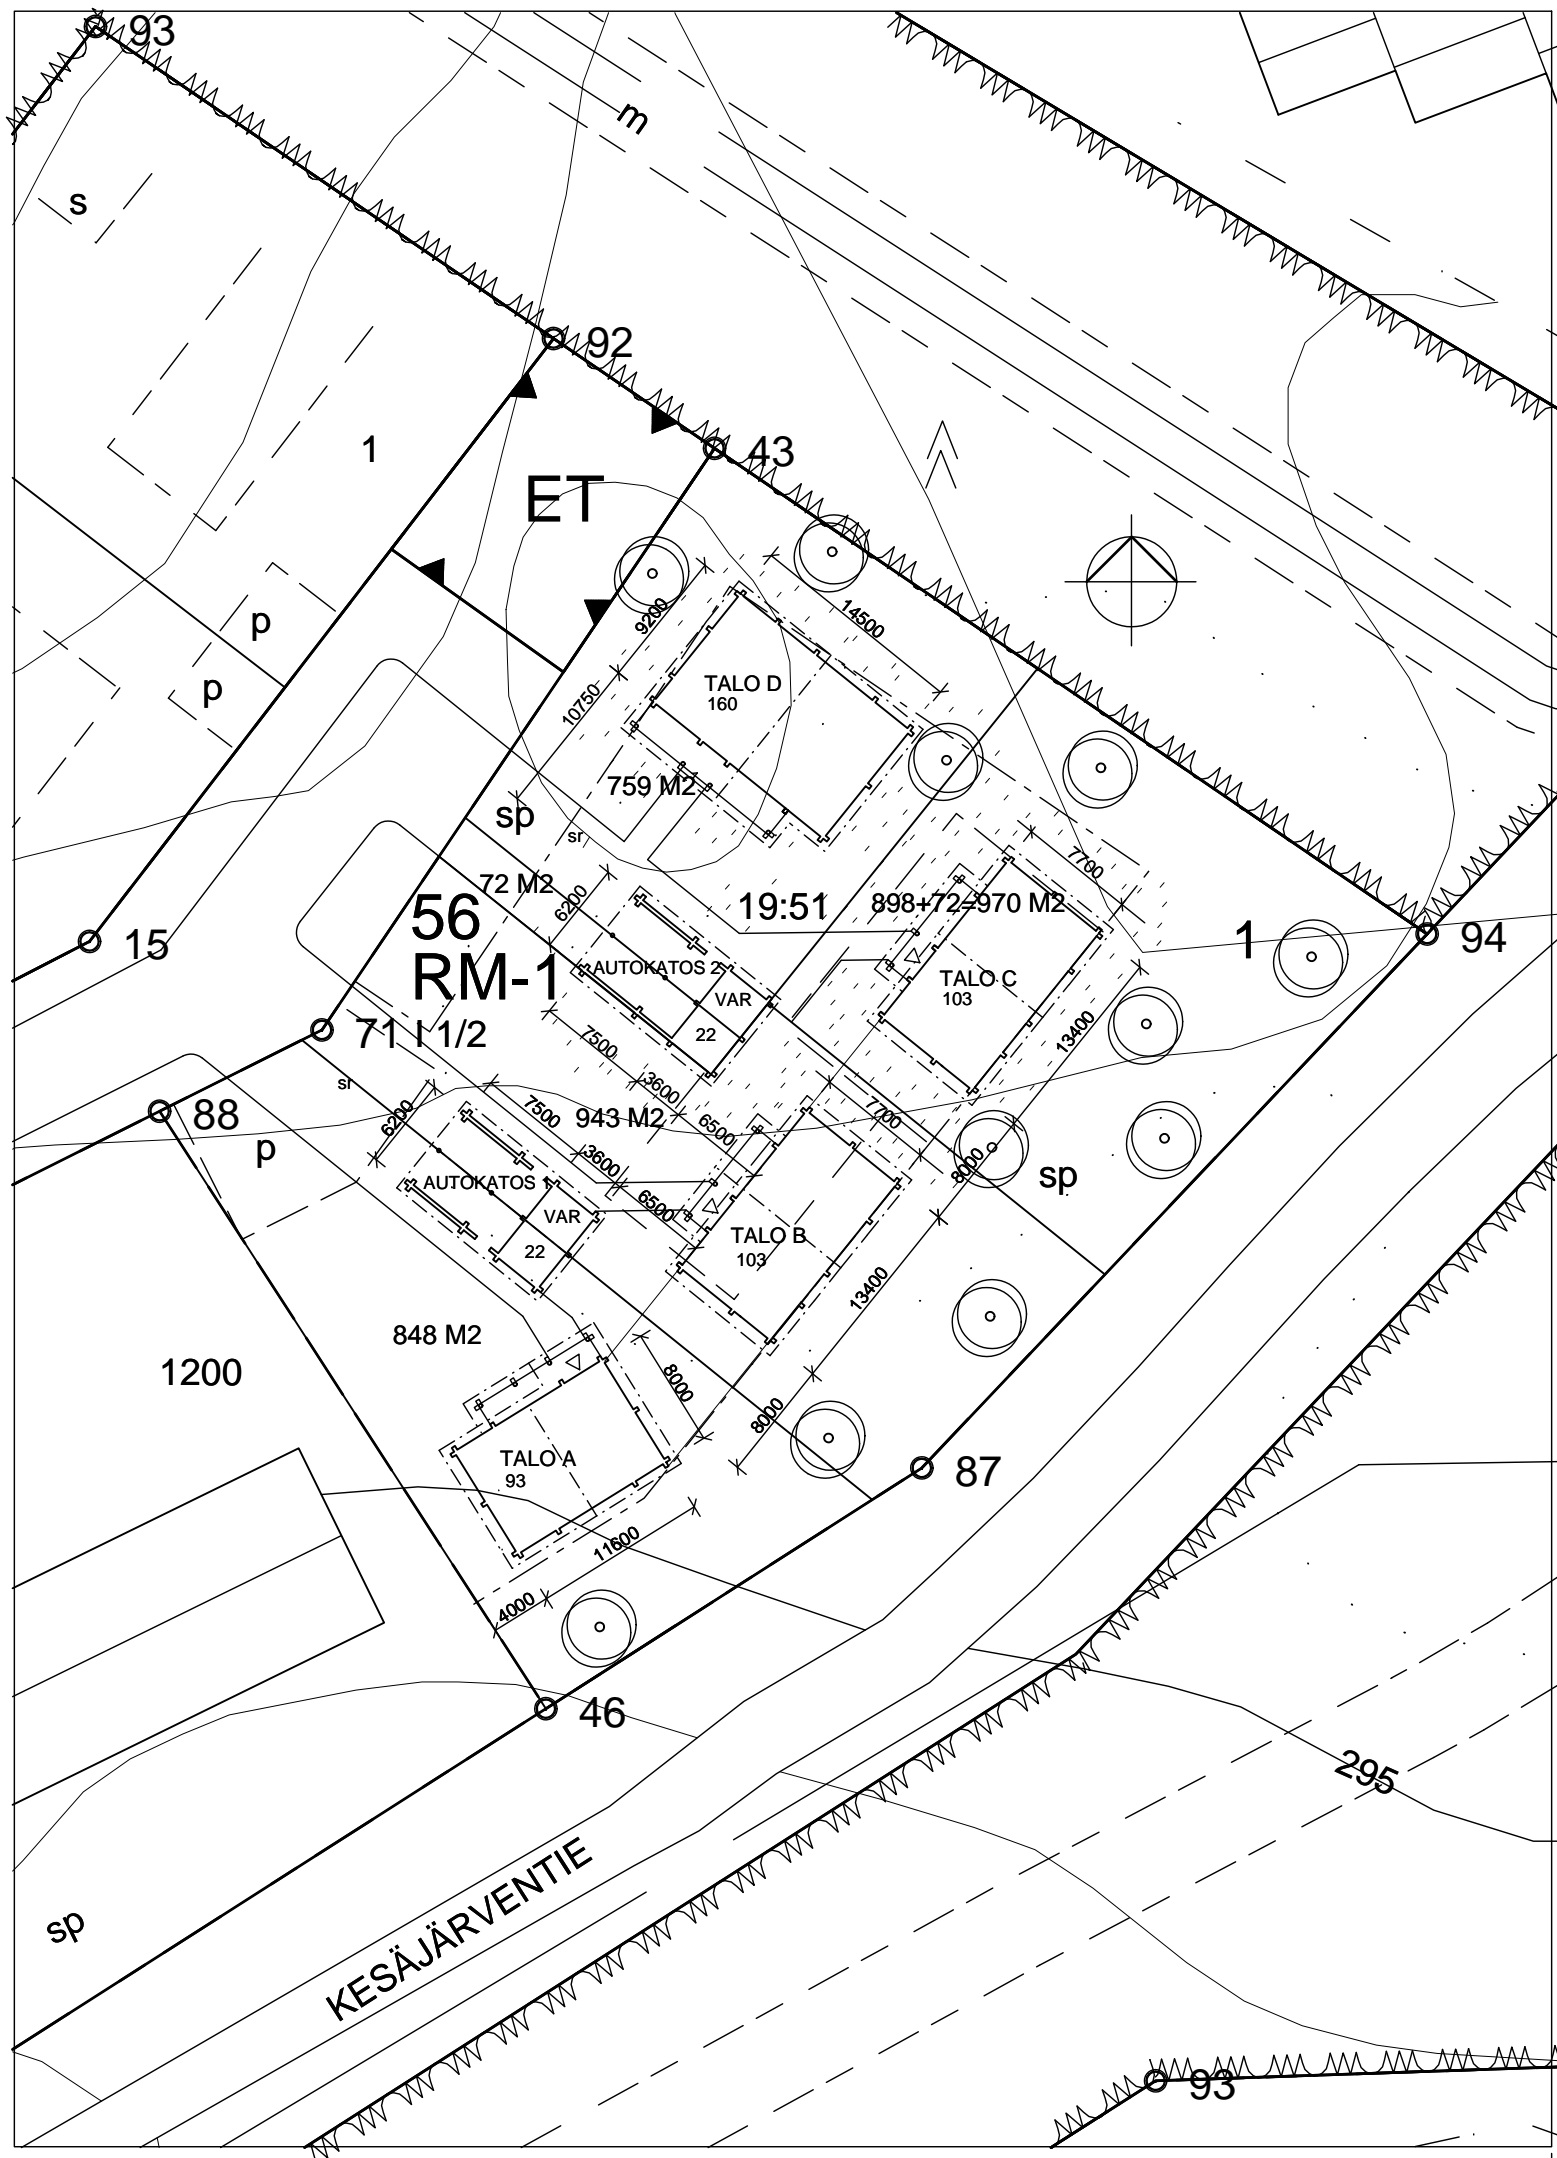 93
m
s
92
1
43
ET
14500
9200
p
p
TALO D
160
10750
759 M2
sp
sr
7700
72 M2
6200
19:51
898+72=970 M2
56
1
94
15
AUTOKATOS 2
RM-1
TALO C
103
VAR
71 I 1/2
22
13400
7500
sr
3600
7500
943 M2
6500
7700
88
6200
p
3600
8000
sp
AUTOKATOS 1
6500
VAR
TALO B
103
22
13400
848 M2
1200
8000
8000
TALO A
93
87
11600
4000
46
295
KESÄJÄRVENTIE
sp
93